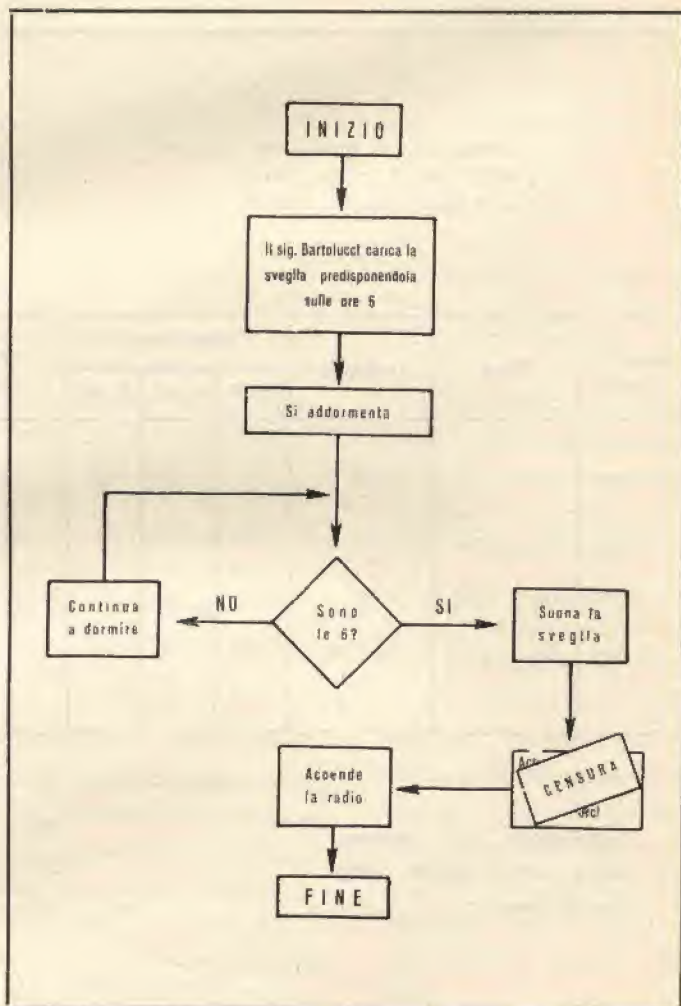 INIZIO
Il sig. Bartolucci carica la
sveglia predisponendola
sulle ore 6
Si addormenta
Sono
le 6?
NO
SI
Continua
a dormire
Suona la
sveglia
CENSURA
Accende
la radio
FINE